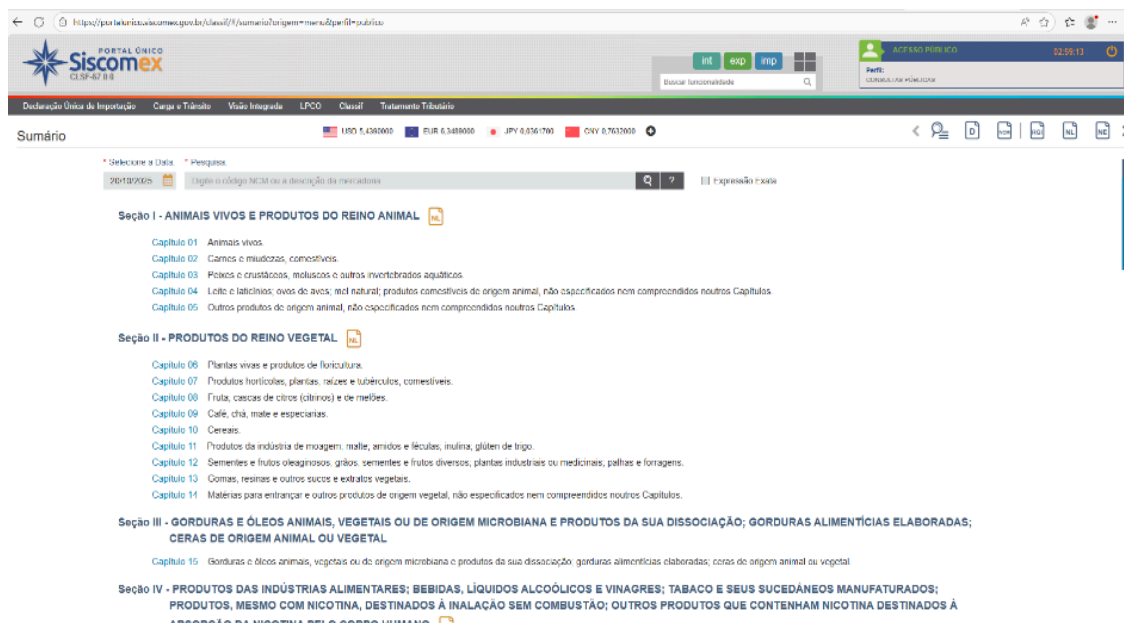 https://portalunico.siscomex.gov.br/classif/#/sumario?origem=menu&perfil=publico
PORTAL ÚNICO
Siscomex
CLSF-67.0.0
int exp imp
Buscar funcionalidade
ACESSO PÚBLICO 02:59:13
Perfil:
CONSULTAS PÚBLICAS
Declaração Única de Importação Carga e Trânsito Visão Integrada LPCO Classif Tratamento Tributário
Sumário
USD 5,4390000 EUR 6,3489000 JPY 0,0361700 CNY 0,7632000
D NCM RGI NL NE
* Selecione a Data. * Pesquisa.
20/10/2025 Digite o código NCM ou a descrição da mercadoria ? Expressão Exata
Seção I - ANIMAIS VIVOS E PRODUTOS DO REINO ANIMAL NL
Capítulo 01 Animais vivos.
Capítulo 02 Carnes e miudezas, comestíveis.
Capítulo 03 Peixes e crustáceos, moluscos e outros invertebrados aquáticos.
Capítulo 04 Leite e laticínios; ovos de aves; mel natural; produtos comestíveis de origem animal, não especificados nem compreendidos noutros Capítulos.
Capítulo 05 Outros produtos de origem animal, não especificados nem compreendidos noutros Capítulos
Seção II - PRODUTOS DO REINO VEGETAL NL
Capítulo 06 Plantas vivas e produtos de floricultura.
Capítulo 07 Produtos hortícolas, plantas, raízes e tubérculos, comestíveis.
Capítulo 08 Fruta, cascas de citros (citrinos) e de melões.
Capítulo 09 Café, chá, mate e especiarias.
Capítulo 10 Cereais.
Capítulo 11 Produtos da indústria de moagem; malte; amidos e féculas; inulina; glúten de trigo.
Capítulo 12 Sementes e frutos oleaginosos; grãos, sementes e frutos diversos; plantas industriais ou medicinais; palhas e forragens.
Capítulo 13 Gomas, resinas e outros sucos e extratos vegetais.
Capítulo 14 Matérias para entrançar e outros produtos de origem vegetal, não especificados nem compreendidos noutros Capítulos.
Seção III - GORDURAS E ÓLEOS ANIMAIS, VEGETAIS OU DE ORIGEM MICROBIANA E PRODUTOS DA SUA DISSOCIAÇÃO; GORDURAS ALIMENTÍCIAS ELABORADAS;
CERAS DE ORIGEM ANIMAL OU VEGETAL
Capítulo 15 Gorduras e óleos animais, vegetais ou de origem microbiana e produtos da sua dissociação; gorduras alimentícias elaboradas; ceras de origem animal ou vegetal
Seção IV - PRODUTOS DAS INDÚSTRIAS ALIMENTARES; BEBIDAS, LÍQUIDOS ALCOÓLICOS E VINAGRES; TABACO E SEUS SUCEDÂNEOS MANUFATURADOS;
PRODUTOS, MESMO COM NICOTINA, DESTINADOS À INALAÇÃO SEM COMBUSTÃO; OUTROS PRODUTOS QUE CONTENHAM NICOTINA DESTINADOS À
ABSORÇÃO DA NICOTINA PELO CORPO HUMANO